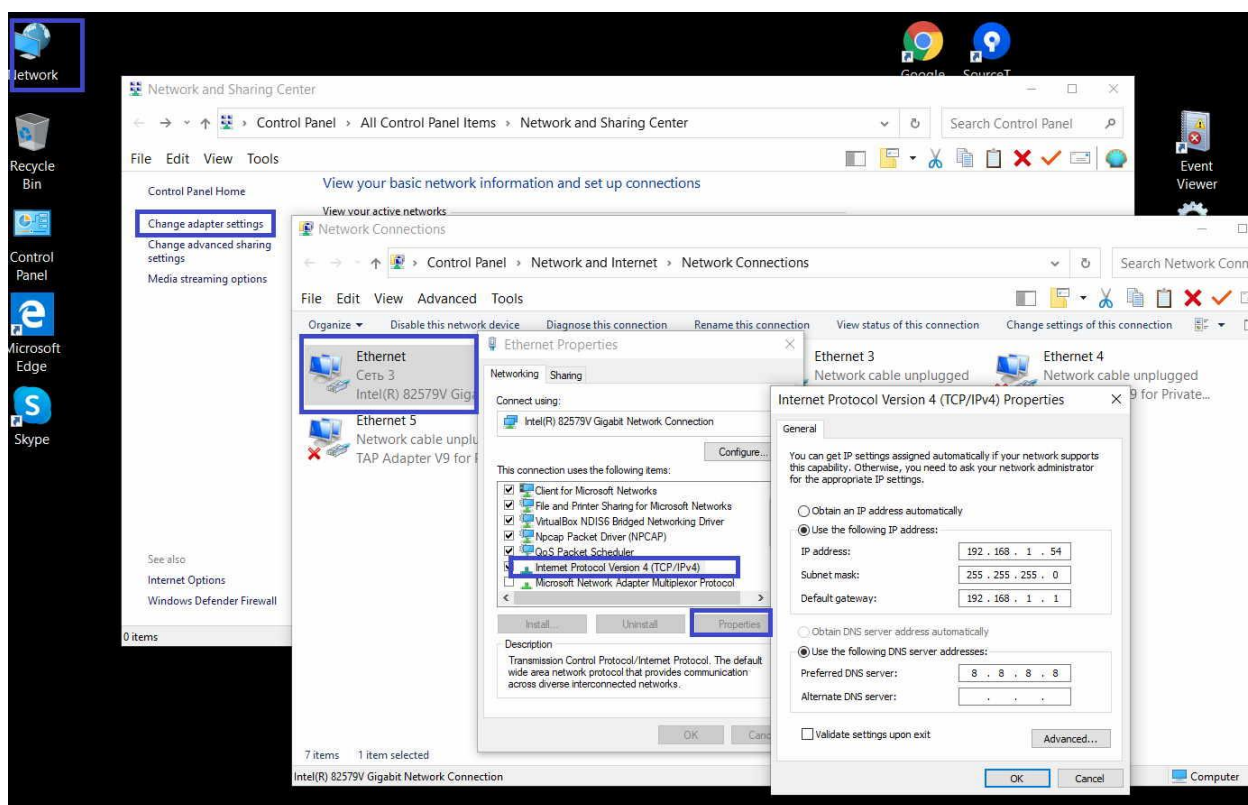 Network
Recycle
Bin
Control
Panel
Microsoft
Edge
Skype
Google
SourceT
Event
Viewer
Network and Sharing Center
Control Panel › All Control Panel Items › Network and Sharing Center
Search Control Panel
File Edit View Tools
Control Panel Home
Change adapter settings
Change advanced sharing
settings
Media streaming options
See also
Internet Options
Windows Defender Firewall
0 items
View your basic network information and set up connections
View your active networks
Network Connections
Control Panel › Network and Internet › Network Connections
Search Network Conn
File Edit View Advanced Tools
Organize Disable this network device Diagnose this connection Rename this connection View status of this connection Change settings of this connection
Ethernet
Сеть 3
Intel(R) 82579V Giga
Ethernet 5
Network cable unplu
TAP Adapter V9 for P
Ethernet 3
Network cable unplugged
Ethernet 4
Network cable unplugged
9 for Private...
7 items 1 item selected
Intel(R) 82579V Gigabit Network Connection
Computer
Ethernet Properties
Networking Sharing
Connect using:
Intel(R) 82579V Gigabit Network Connection
Configure...
This connection uses the following items:
Client for Microsoft Networks
File and Printer Sharing for Microsoft Networks
VirtualBox NDIS6 Bridged Networking Driver
Npcap Packet Driver (NPCAP)
QoS Packet Scheduler
Internet Protocol Version 4 (TCP/IPv4)
Microsoft Network Adapter Multiplexor Protocol
Install... Uninstall Properties
Description
Transmission Control Protocol/Internet Protocol. The default
wide area network protocol that provides communication
across diverse interconnected networks.
OK Canc
Internet Protocol Version 4 (TCP/IPv4) Properties
General
You can get IP settings assigned automatically if your network supports
this capability. Otherwise, you need to ask your network administrator
for the appropriate IP settings.
Obtain an IP address automatically
Use the following IP address:
IP address: 192 . 168 . 1 . 54
Subnet mask: 255 . 255 . 255 . 0
Default gateway: 192 . 168 . 1 . 1
Obtain DNS server address automatically
Use the following DNS server addresses:
Preferred DNS server: 8 . 8 . 8 . 8
Alternate DNS server: . . .
Validate settings upon exit
Advanced...
OK Cancel